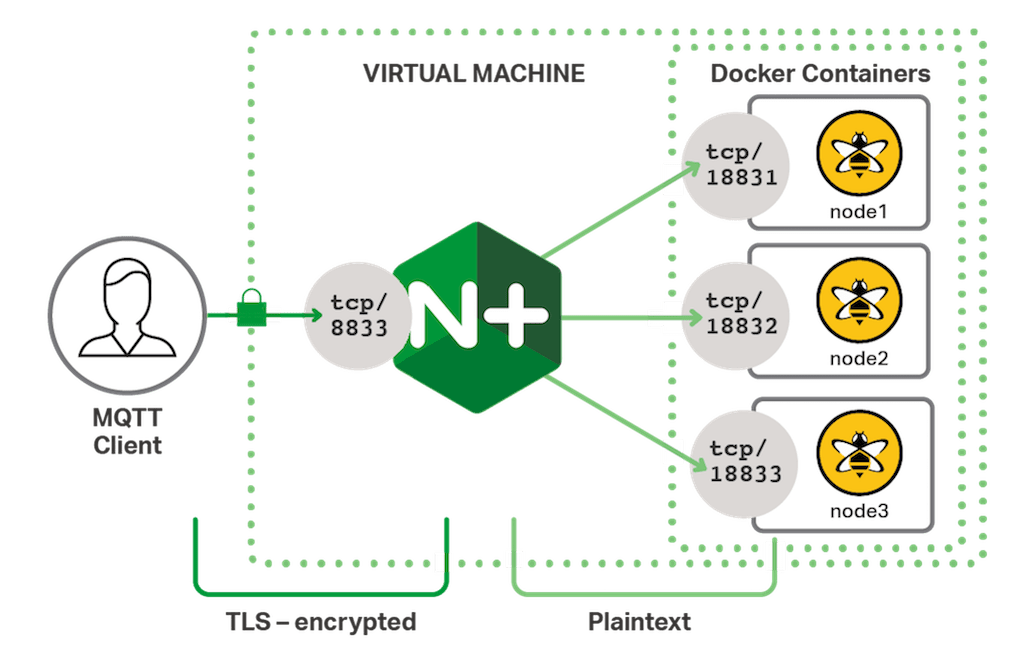 VIRTUAL MACHINE
Docker Containers
tcp/
18831
node1
MQTT
Client
tcp/
8833
N+
tcp/
18832
node2
tcp/
18833
node3
TLS – encrypted
Plaintext